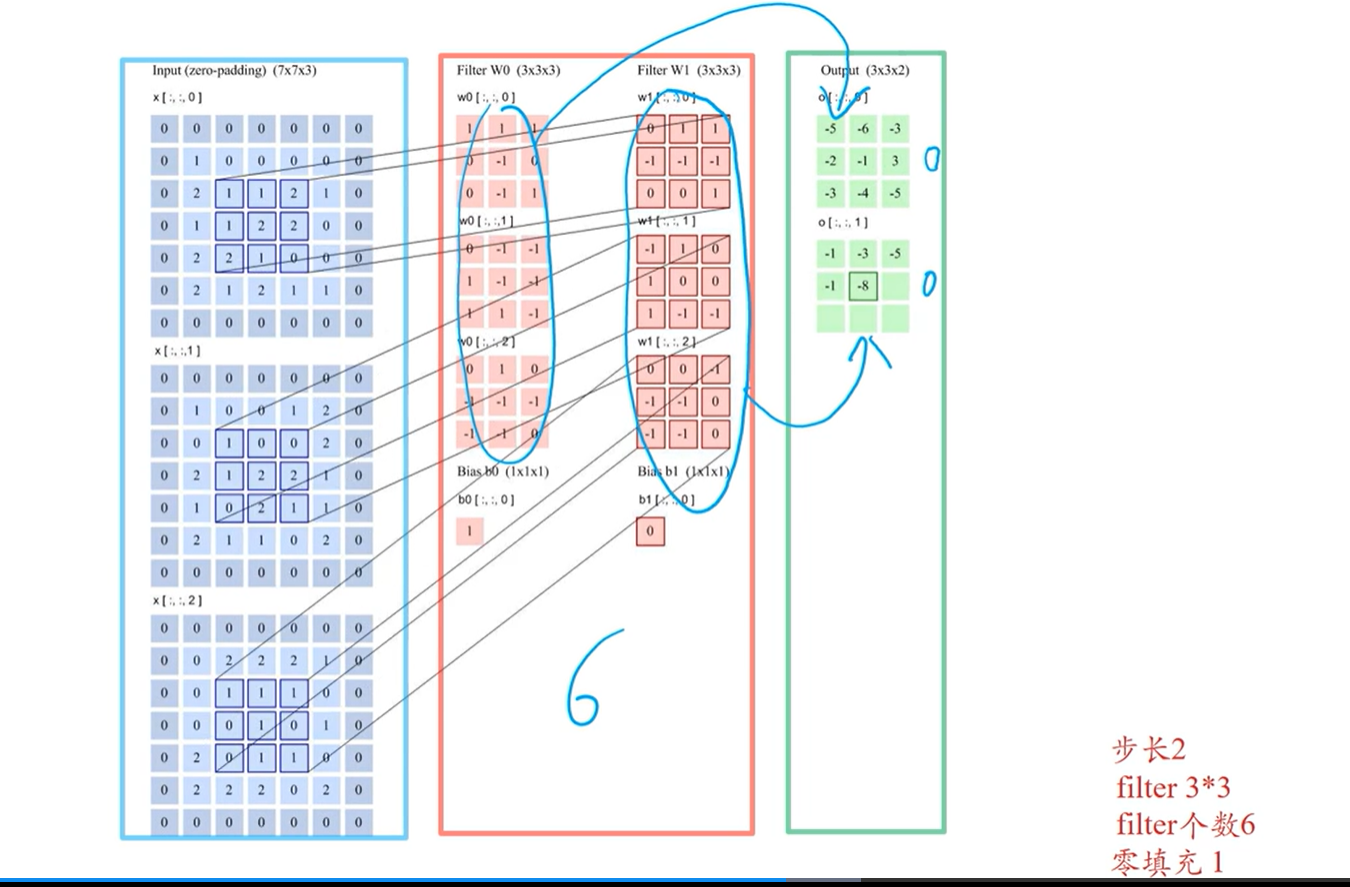 Input (zero-padding) (7x7x3)
x [ :, :, 0 ]
0 0 0 0 0 0 0
0 1 0 0 0 0 0
0 2 1 1 2 1 0
0 1 1 2 2 0 0
0 2 2 1 0 0 0
0 2 1 2 1 1 0
0 0 0 0 0 0 0
x [ :, :,1 ]
0 0 0 0 0 0 0
0 1 0 0 1 2 0
0 0 1 0 0 2 0
0 2 1 2 2 1 0
0 1 0 2 1 1 0
0 2 1 1 0 2 0
0 0 0 0 0 0 0
x [ :, :, 2 ]
0 0 0 0 0 0 0
0 0 2 2 2 1 0
0 0 1 1 1 0 0
0 0 0 1 0 1 0
0 2 0 1 1 0 0
0 2 2 2 0 2 0
0 0 0 0 0 0 0
Filter W0 (3x3x3)
w0 [ :, :, 0 ]
1 1 1
0 -1 0
0 -1 1
w0 [ :, :,1 ]
0 -1 -1
1 -1 -1
1 1 -1
w0 [ :, :, 2 ]
0 1 0
-1 -1 -1
-1 -1 0
Bias b0 (1x1x1)
b0 [ :, :, 0 ]
1
Filter W1 (3x3x3)
w1 [ :, :, 0 ]
0 1 1
-1 -1 -1
0 0 1
w1 [ :, :, 1 ]
-1 1 0
1 0 0
1 -1 -1
w1 [ :, :, 2 ]
0 0 -1
-1 -1 0
-1 -1 0
Bias b1 (1x1x1)
b1 [ :, :, 0 ]
0
6
Output (3x3x2)
o [ :, :, 0 ]
-5 -6 -3
-2 -1 3 0
-3 -4 -5
o [ :, :, 1 ]
-1 -3 -5
-1 -8 0
步长2
filter 3*3
filter个数6
零填充 1